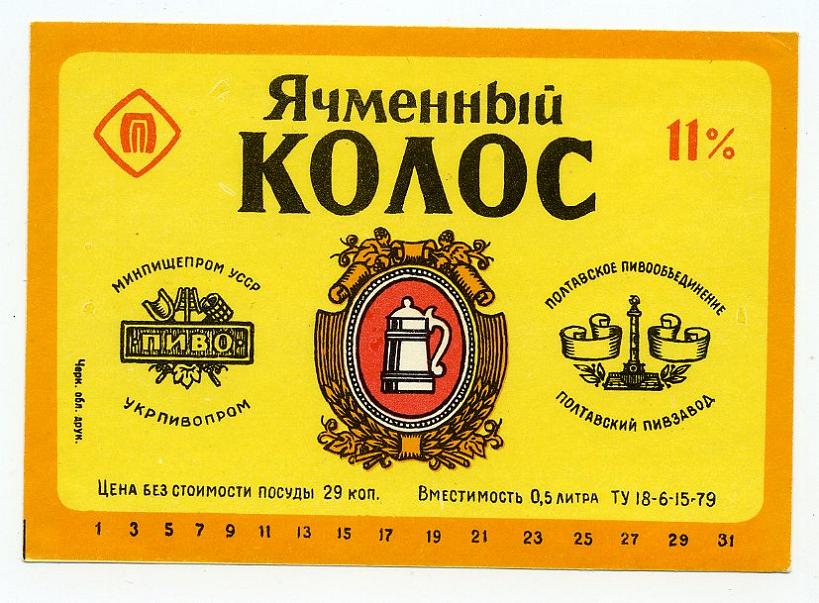 Ячменный
КОЛОС
П
11%
МИНПИЩЕПРОМ УССР
ПИВО
УКРПИВОПРОМ
ПОЛТАВСКОЕ ПИВООБЪЕДИНЕНИЕ
ПОЛТАВСКИЙ ПИВЗАВОД
Черк. обл. друк.
ЦЕНА БЕЗ СТОИМОСТИ ПОСУДЫ 29 КОП. ВМЕСТИМОСТЬ 0,5 ЛИТРА ТУ 18-6-15-79
1 3 5 7 9 11 13 15 17 19 21 23 25 27 29 31